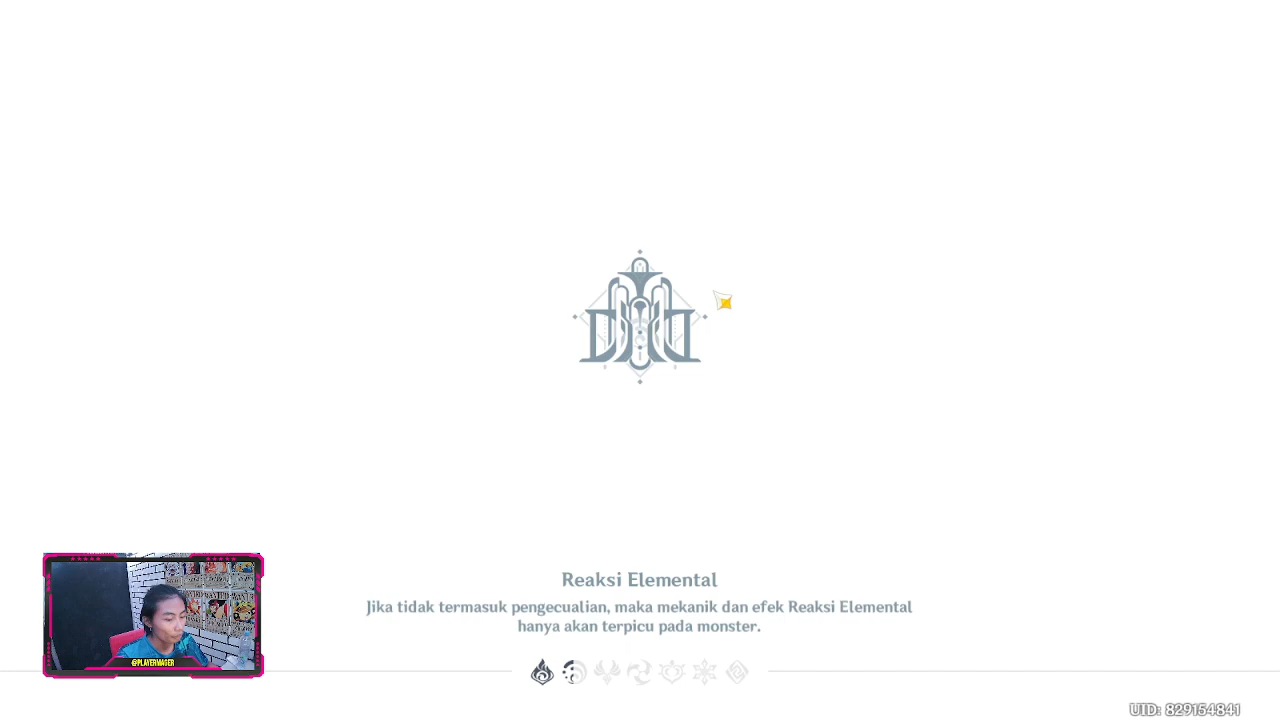 Reaksi Elemental
Jika tidak termasuk pengecualian, maka mekanik dan efek Reaksi Elemental
hanya akan terpicu pada monster.
@PLAYERMAGER
UID: 829154841